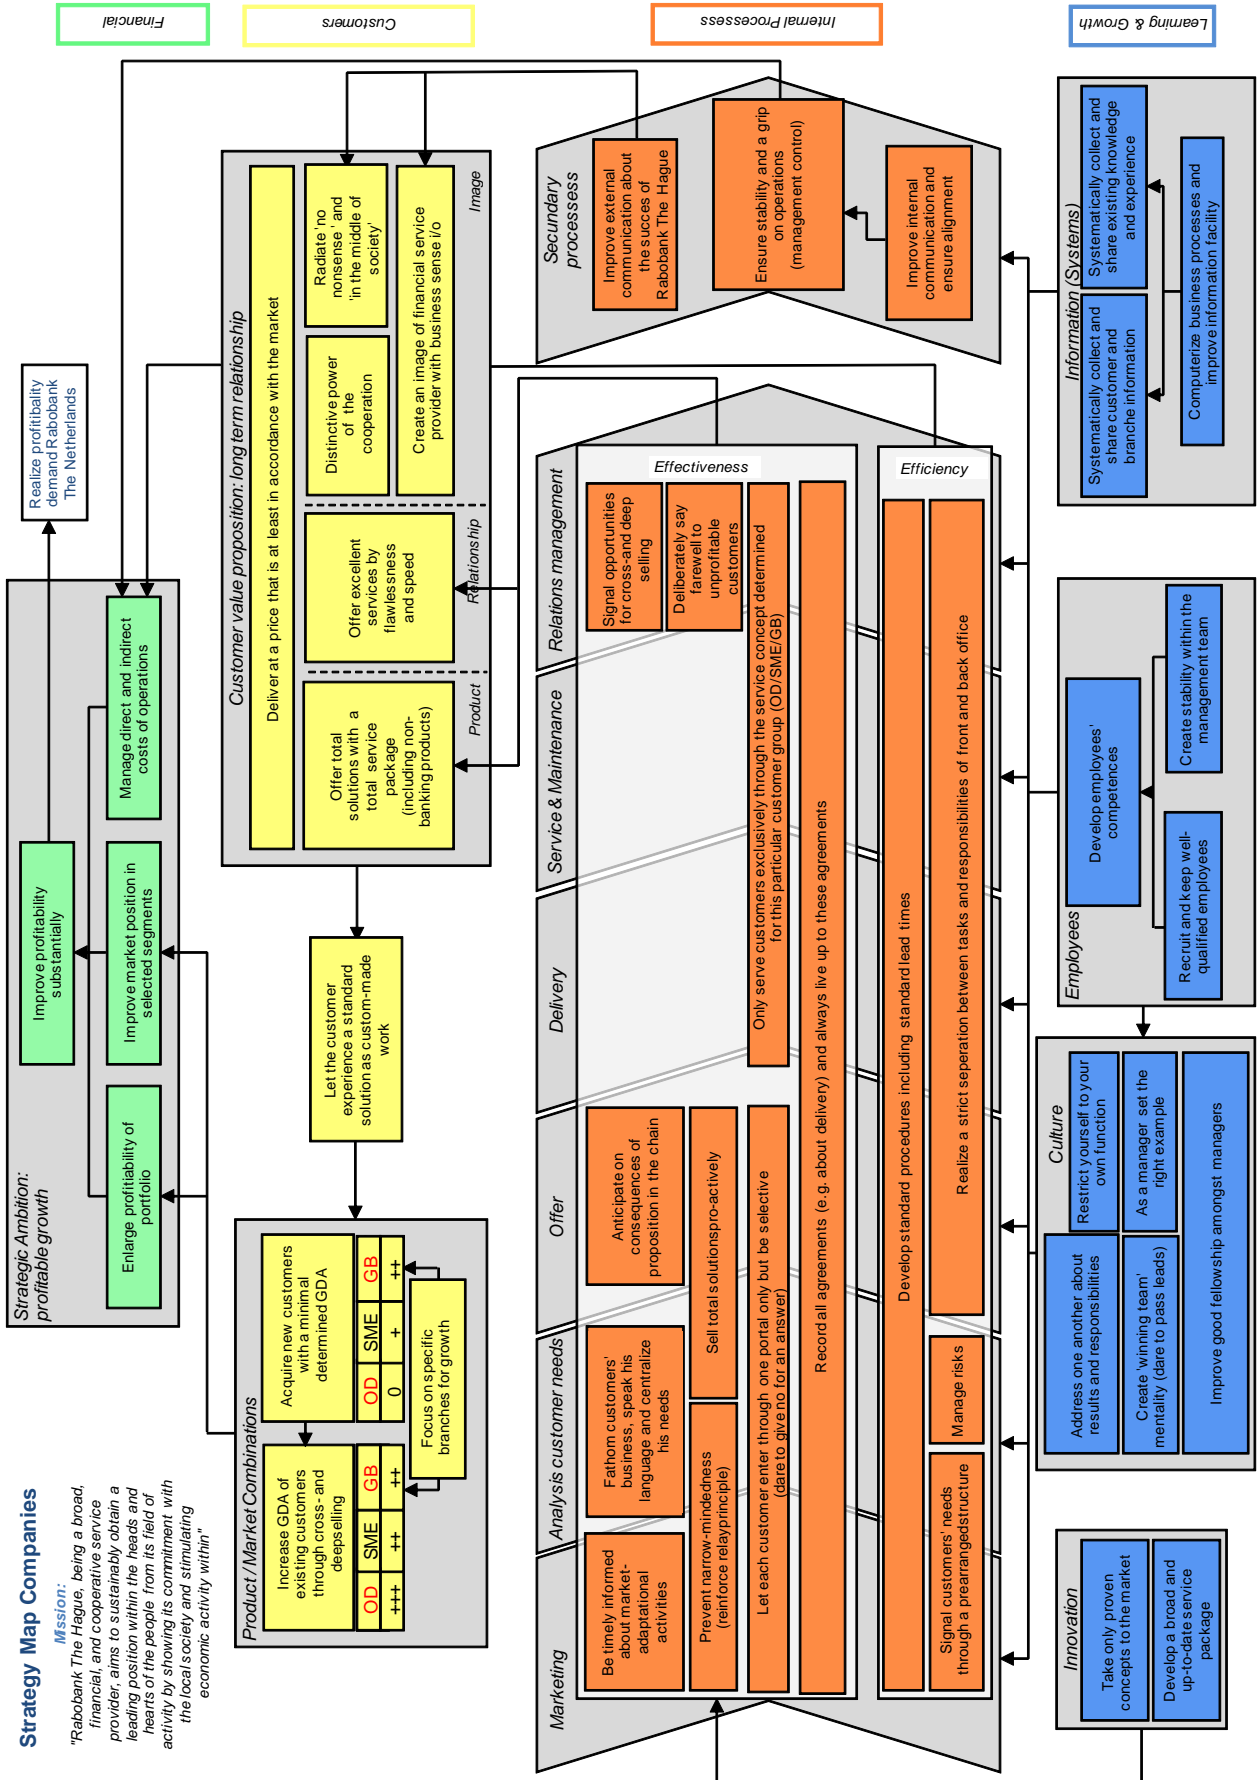 Strategy Map Companies
Mission:
"Rabobank The Hague, being a broad,
financial, and cooperative service
provider, aims to sustainably obtain a
leading position within the heads and
hearts of the people from its field of
activity by showing its commitment with
the local society and stimulating
economic activity within"
Strategic Ambition:
profitable growth
Improve profitability
substantially
Enlarge profitiability of
portfolio
Improve market position in
selected segments
Manage direct and indirect
costs of operations
Realize profitibality
demand Rabobank
The Netherlands
Financial
Product / Market Combinations
Increase GDA of
existing customers
through cross- and
deepselling
OD SME GB
+++ ++ ++
Acquire new customers
with a minimal
determined GDA
OD SME GB
0 + ++
Focus on specific
branches for growth
Let the customer
experience a standard
solution as custom-made
work
Customer value proposition: long term relationship
Deliver at a price that is at least in accordance with the market
Offer total
solutions with a
total service
package
(including non-
banking products)
Product
Offer excellent
services by
flawlessness
and speed
Relationship
Distinctive power
of the
cooperation
Radiate 'no
nonsense' and
'in the middle of
society'
Create an image of financial service
provider with business sense i/o
Image
Customers
Marketing
Analysis customer needs
Offer
Delivery
Service & Maintenance
Relations management
Effectiveness
Be timely informed
about market-
adaptational
activities
Fathom customers'
business, speak his
language and centralize
his needs
Anticipate on
consequences of
proposition in the chain
Signal opportunities
for cross-and deep
selling
Deliberately say
farewell to
unprofitable
customers
Prevent narrow-mindedness
(reinforce relayprinciple)
Sell total solutionspro-actively
Let each customer enter through one portal only but be selective
(dare to give no for an answer)
Only serve customers exclusively through the service concept determined
for this particular customer group (OD/SME/GB)
Record all agreements (e.g. about delivery) and always live up to these agreements
Efficiency
Develop standard procedures including standard lead times
Signal customers' needs
through a prearrangedstructure
Manage risks
Realize a strict seperation between tasks and responsibilities of front and back office
Secundary
processes
Improve external
communication about
the succes of
Rabobank The Hague
Ensure stability and a grip
on operations
(management control)
Improve internal
communication and
ensure alignment
Internal Processess
Innovation
Take only proven
concepts to the market
Develop a broad and
up-to-date service
package
Culture
Address one another about
results and responsibilities
Restrict yourself to your
own function
Create 'winning team'
mentality (dare to pass leads)
As a manager set the
right example
Improve good fellowship amongst managers
Employees
Develop employees'
competences
Recruit and keep well-
qualified employees
Create stability within the
management team
Information (Systems)
Systematically collect and
share customer and
branche information
Systematically collect and
share existing knowledge
and experience
Computerize business processes and
improve information facility
Learning & Growth